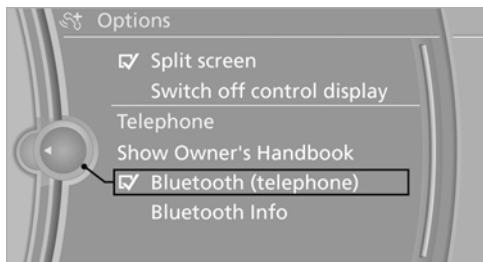 Options
Split screen
Switch off control display
Telephone
Show Owner's Handbook
Bluetooth (telephone)
Bluetooth Info